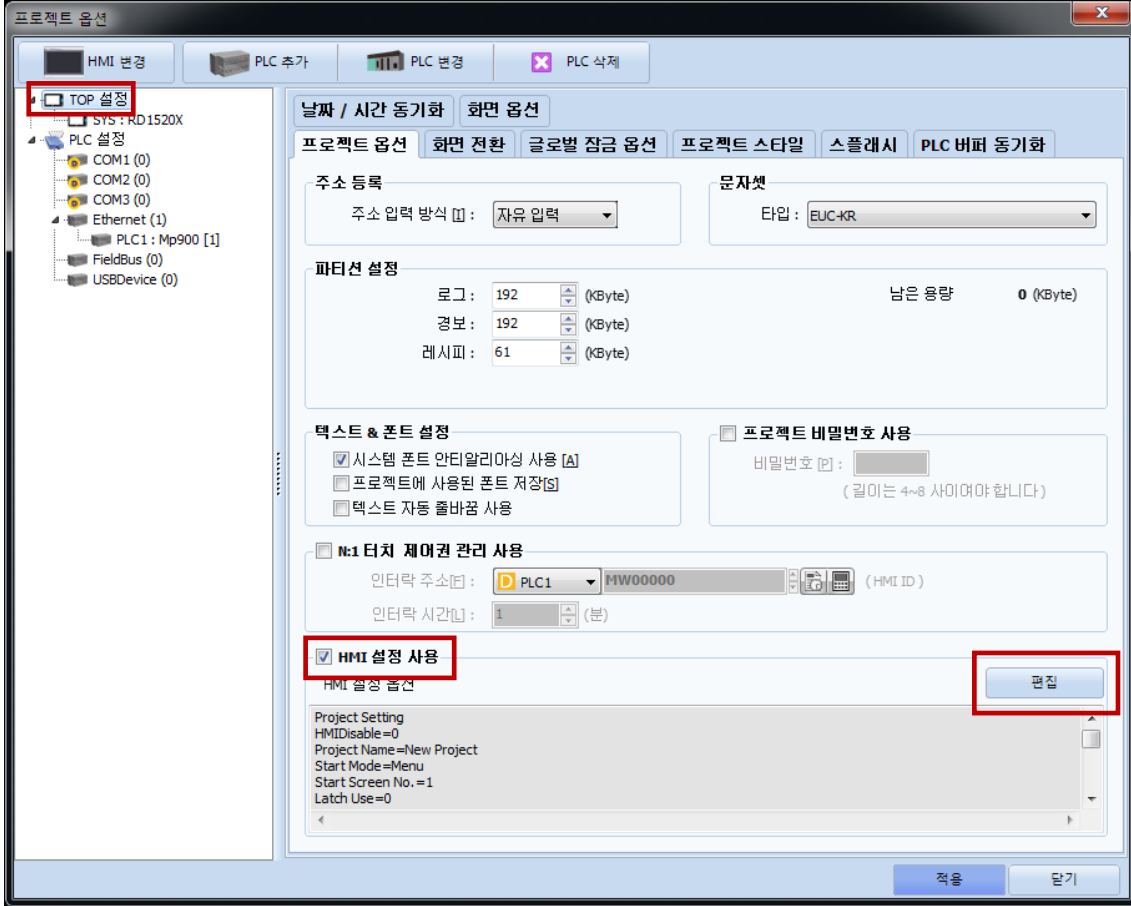 프로젝트 옵션
HMI 변경
PLC 추가
PLC 변경
PLC 삭제
TOP 설정
SYS : RD1520X
PLC 설정
COM1 (0)
COM2 (0)
COM3 (0)
Ethernet (1)
PLC1 : Mp900 [1]
FieldBus (0)
USBDevice (0)
날짜 / 시간 동기화
화면 옵션
프로젝트 옵션
화면 전환
글로벌 잠금 옵션
프로젝트 스타일
스플래시
PLC 버퍼 동기화
주소 등록
주소 입력 방식 [I] : 자유 입력
문자셋
타입 : EUC-KR
파티션 설정
로그 : 192 (KByte)
남은 용량 0 (KByte)
경보 : 192 (KByte)
레시피 : 61 (KByte)
텍스트 & 폰트 설정
시스템 폰트 안티알리아싱 사용 [A]
프로젝트에 사용된 폰트 저장[S]
텍스트 자동 줄바꿈 사용
프로젝트 비밀번호 사용
비밀번호 [P] :
( 길이는 4~8 사이여야 합니다 )
N:1 터치 제어권 관리 사용
인터락 주소[F] : D PLC1 MW00000 ( HMI ID )
인터락 시간[L] : 1 (분)
HMI 설정 사용
HMI 설정 옵션
편집
Project Setting
HMIDisable=0
Project Name=New Project
Start Mode=Menu
Start Screen No.=1
Latch Use=0
적용
닫기